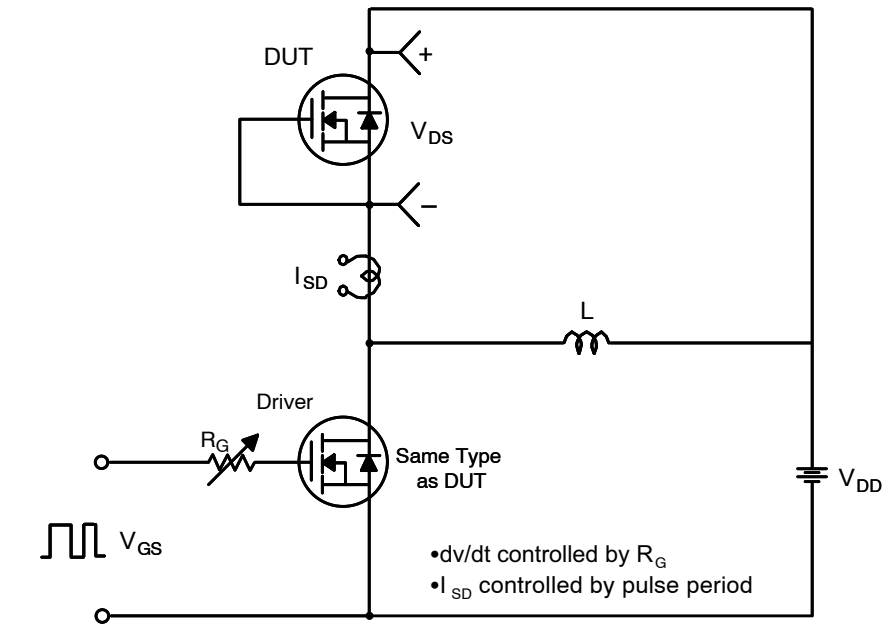 DUT
+
VDS
−
ISD
L
Driver
RG
Same Type
as DUT
VDD
VGS
•dv/dt controlled by RG
•ISD controlled by pulse period